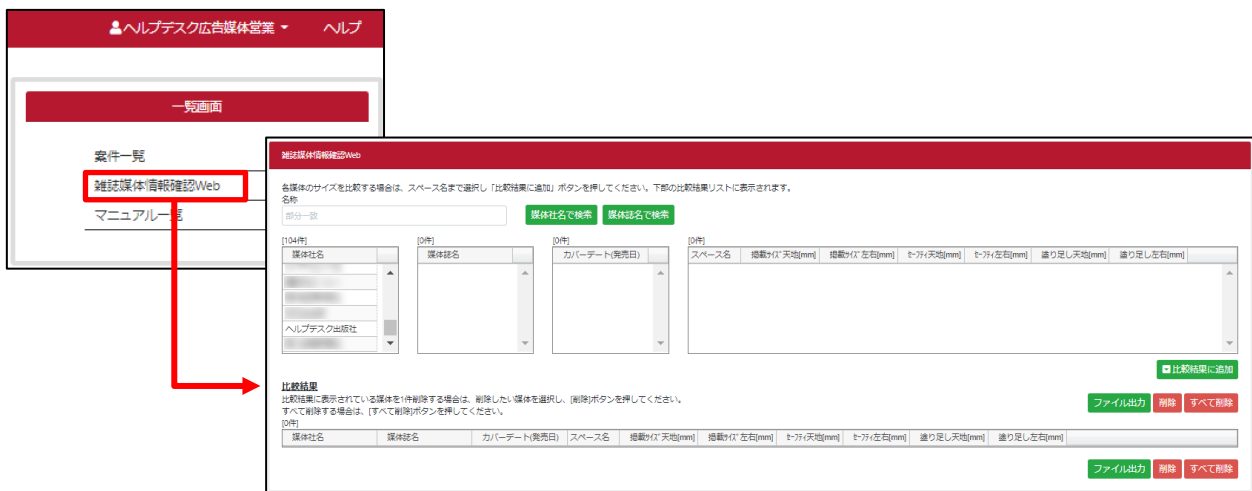 ヘルプデスク広告媒体営業 ヘルプ
一覧画面
案件一覧
雑誌媒体情報確認Web
マニュアル一覧
雑誌媒体情報確認Web
各媒体のサイズを比較する場合は、スペース名まで選択し「比較結果に追加」ボタンを押してください。下部の比較結果リストに表示されます。
名称
部分一致 媒体社名で検索 媒体誌名で検索
[104件] [0件] [0件] [0件]
媒体社名 媒体誌名 カバーデート(発売日) スペース名 掲載ｻｲｽﾞ天地[mm] 掲載ｻｲｽﾞ左右[mm] ｾｰﾌﾃｨ天地[mm] ｾｰﾌﾃｨ左右[mm] 塗り足し天地[mm] 塗り足し左右[mm]
ヘルプデスク出版社
比較結果に追加
比較結果
比較結果に表示されている媒体を1件削除する場合は、削除したい媒体を選択し、[削除]ボタンを押してください。
すべて削除する場合は、[すべて削除]ボタンを押してください。
ファイル出力 削除 すべて削除
[0件]
媒体社名 媒体誌名 カバーデート(発売日) スペース名 掲載ｻｲｽﾞ天地[mm] 掲載ｻｲｽﾞ左右[mm] ｾｰﾌﾃｨ天地[mm] ｾｰﾌﾃｨ左右[mm] 塗り足し天地[mm] 塗り足し左右[mm]
ファイル出力 削除 すべて削除